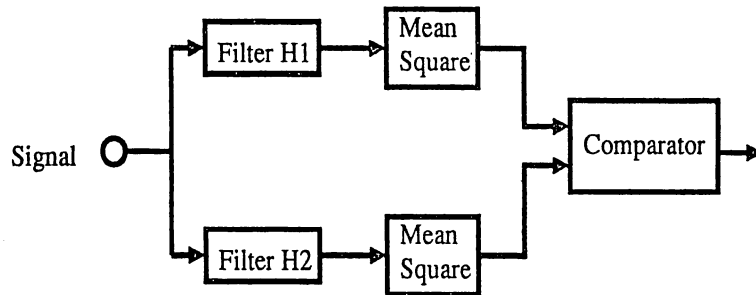 Mean
Square
Filter H1
Signal
Comparator
Mean
Square
Filter H2